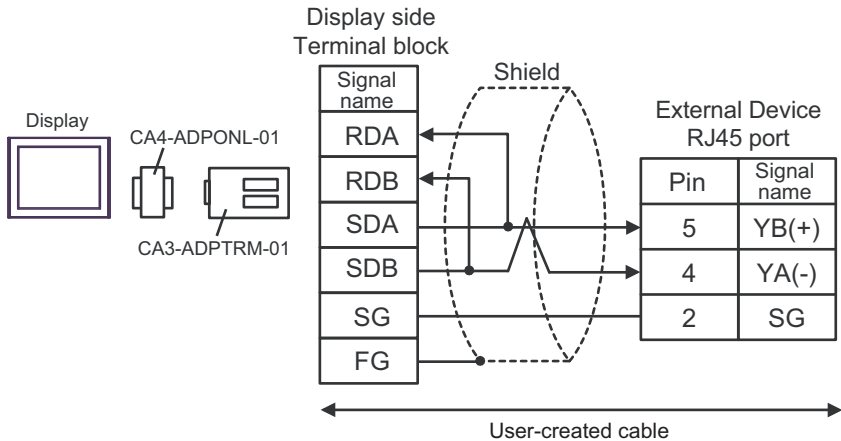 Display side
Terminal block
Signal
name
RDA
RDB
SDA
SDB
SG
FG
Shield
Display
CA4-ADPONL-01
CA3-ADPTRM-01
External Device
RJ45 port
Pin
Signal
name
5
YB(+)
4
YA(-)
2
SG
User-created cable